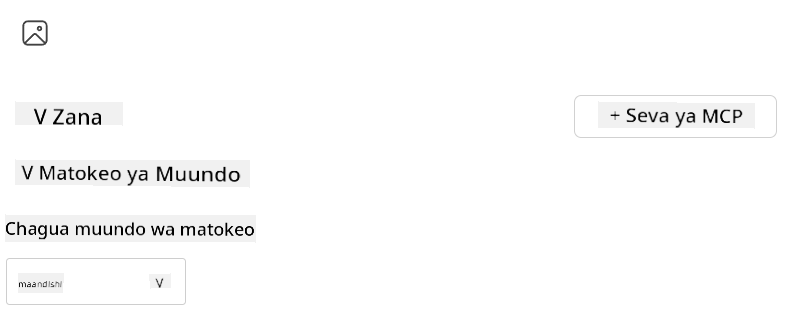 V Zana
+ Seva ya MCP
V Matokeo ya Muundo
Chagua muundo wa matokeo
maandishi
V